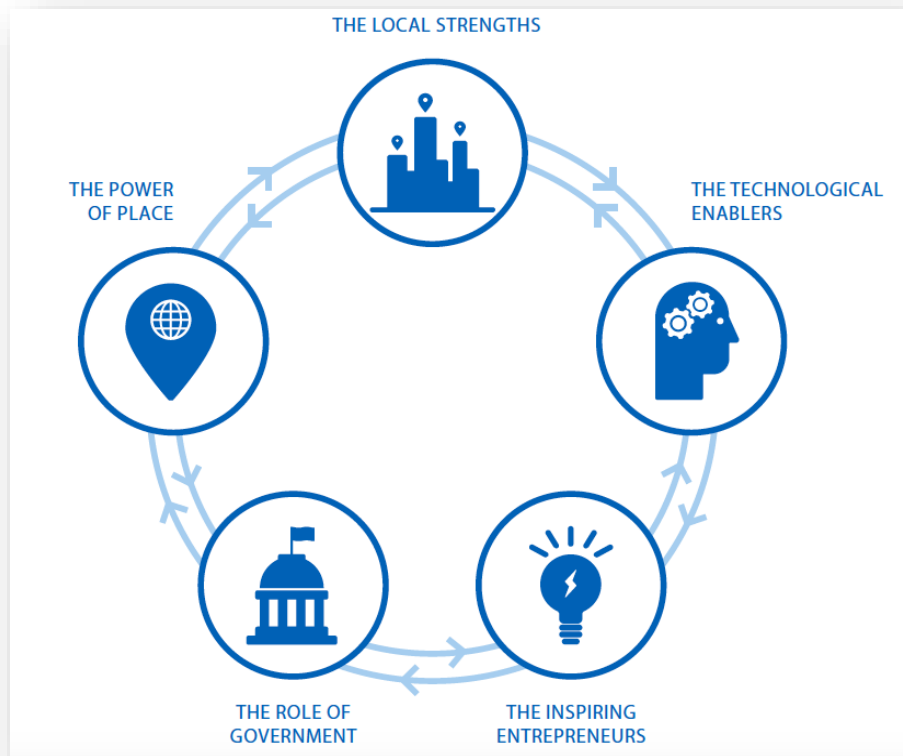 THE LOCAL STRENGTHS
THE POWER
OF PLACE
THE TECHNOLOGICAL
ENABLERS
THE ROLE OF
GOVERNMENT
THE INSPIRING
ENTREPRENEURS